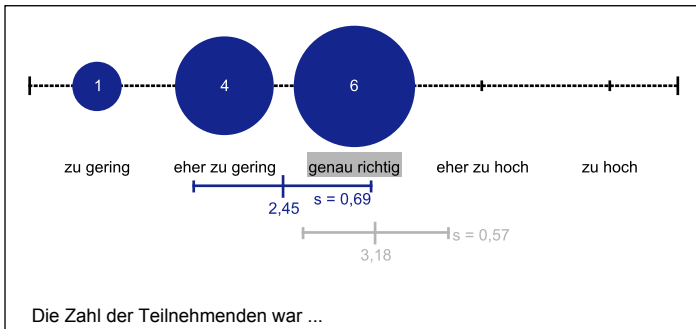 1 4 6
zu gering eher zu gering genau richtig eher zu hoch zu hoch
s = 0,69
2,45
s = 0,57
3,18
Die Zahl der Teilnehmenden war ...